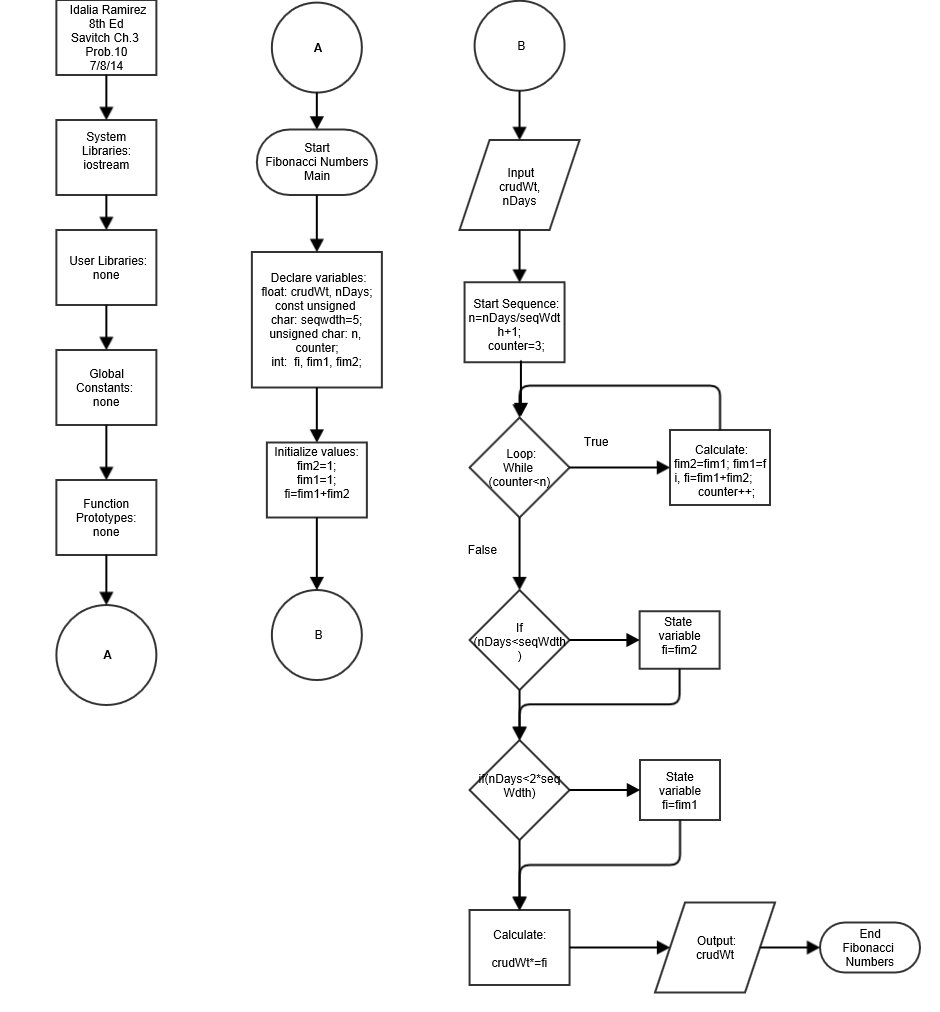 Idalia Ramirez
8th Ed
Savitch Ch.3
Prob.10
7/8/14
System
Libraries:
iostream
User Libraries:
none
Global
Constants:
none
Function
Prototypes:
none
A
A
Start
Fibonacci Numbers
Main
Declare variables:
float: crudWt, nDays;
const unsigned
char: seqwdth=5;
unsigned char: n,
counter;
int:  fi, fim1, fim2;
Initialize values:
fim2=1;
fim1=1;
fi=fim1+fim2
B
B
Input
crudWt,
nDays
Start Sequence:
n=nDays/seqWdt
h+1;
counter=3;
Loop:
While
(counter<n)
True
Calculate:
fim2=fim1; fim1=f
i, fi=fim1+fim2;
counter++;
False
If
(nDays<seqWdth
)
State
variable
fi=fim2
if(nDays<2*seq
Wdth)
State
variable
fi=fim1
Calculate:
crudWt*=fi
Output:
crudWt
End
Fibonacci
Numbers